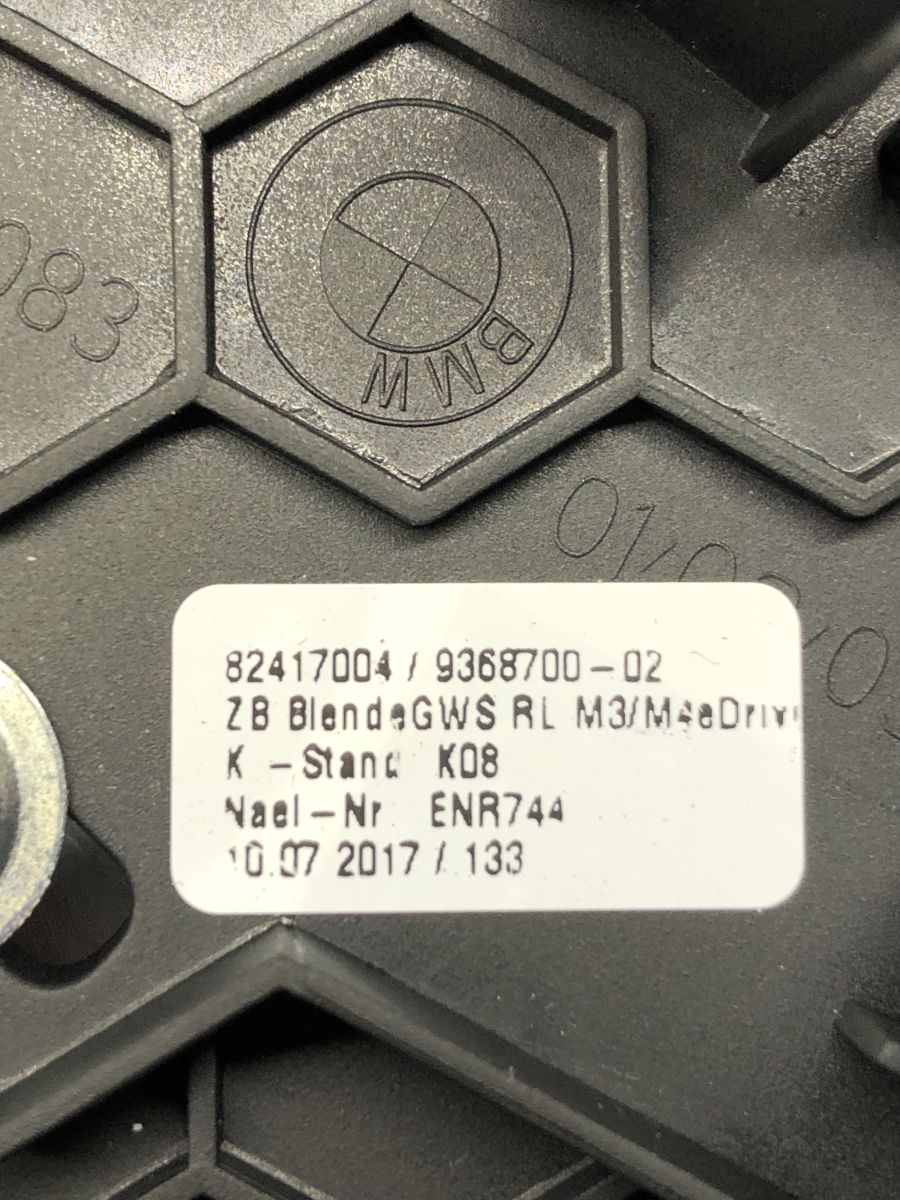 083
BMW
82417004 / 9368700-02
ZB BlendeGWS RL M3/M4eDriv
K -Stand K08
Nael-Nr ENR744
10.07 2017 / 133